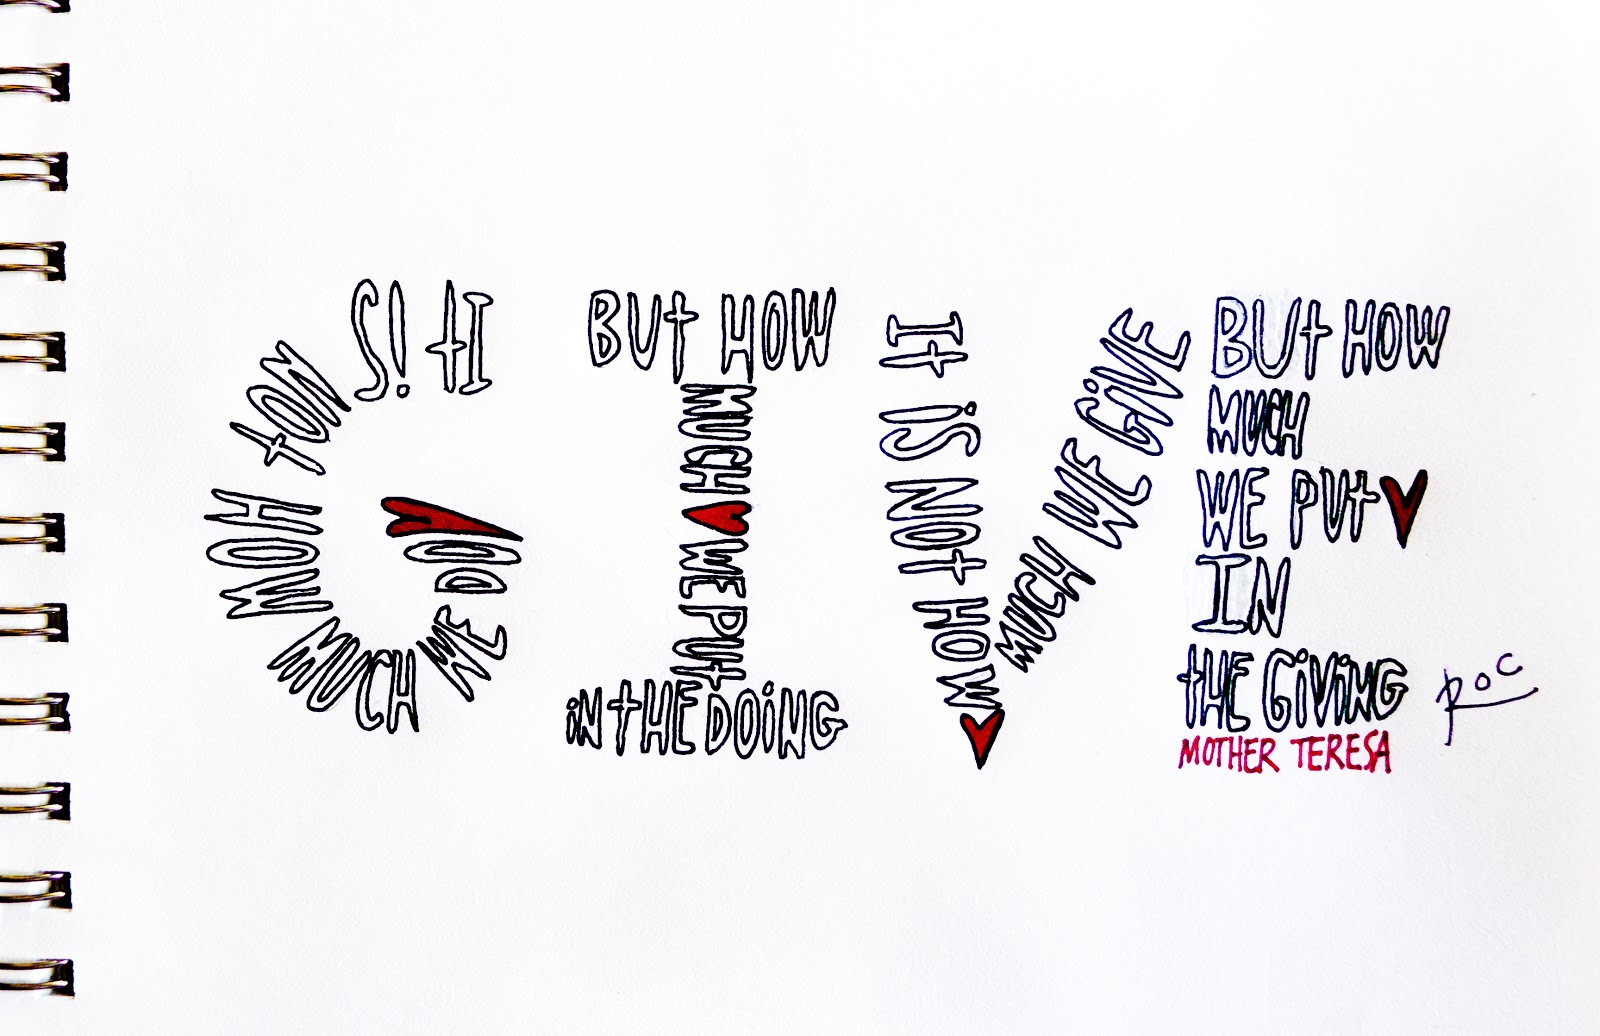 It iS NOt HOW MUCH WE DO
BUt HOW
MUCH WE PUt
iN tHE DOiNG
It iS NOt HOW
MUCH WE GiVE
BUt HOW
MUCH
WE PUt
IN
tHE GiViNG
MOTHER TERESA
ROC